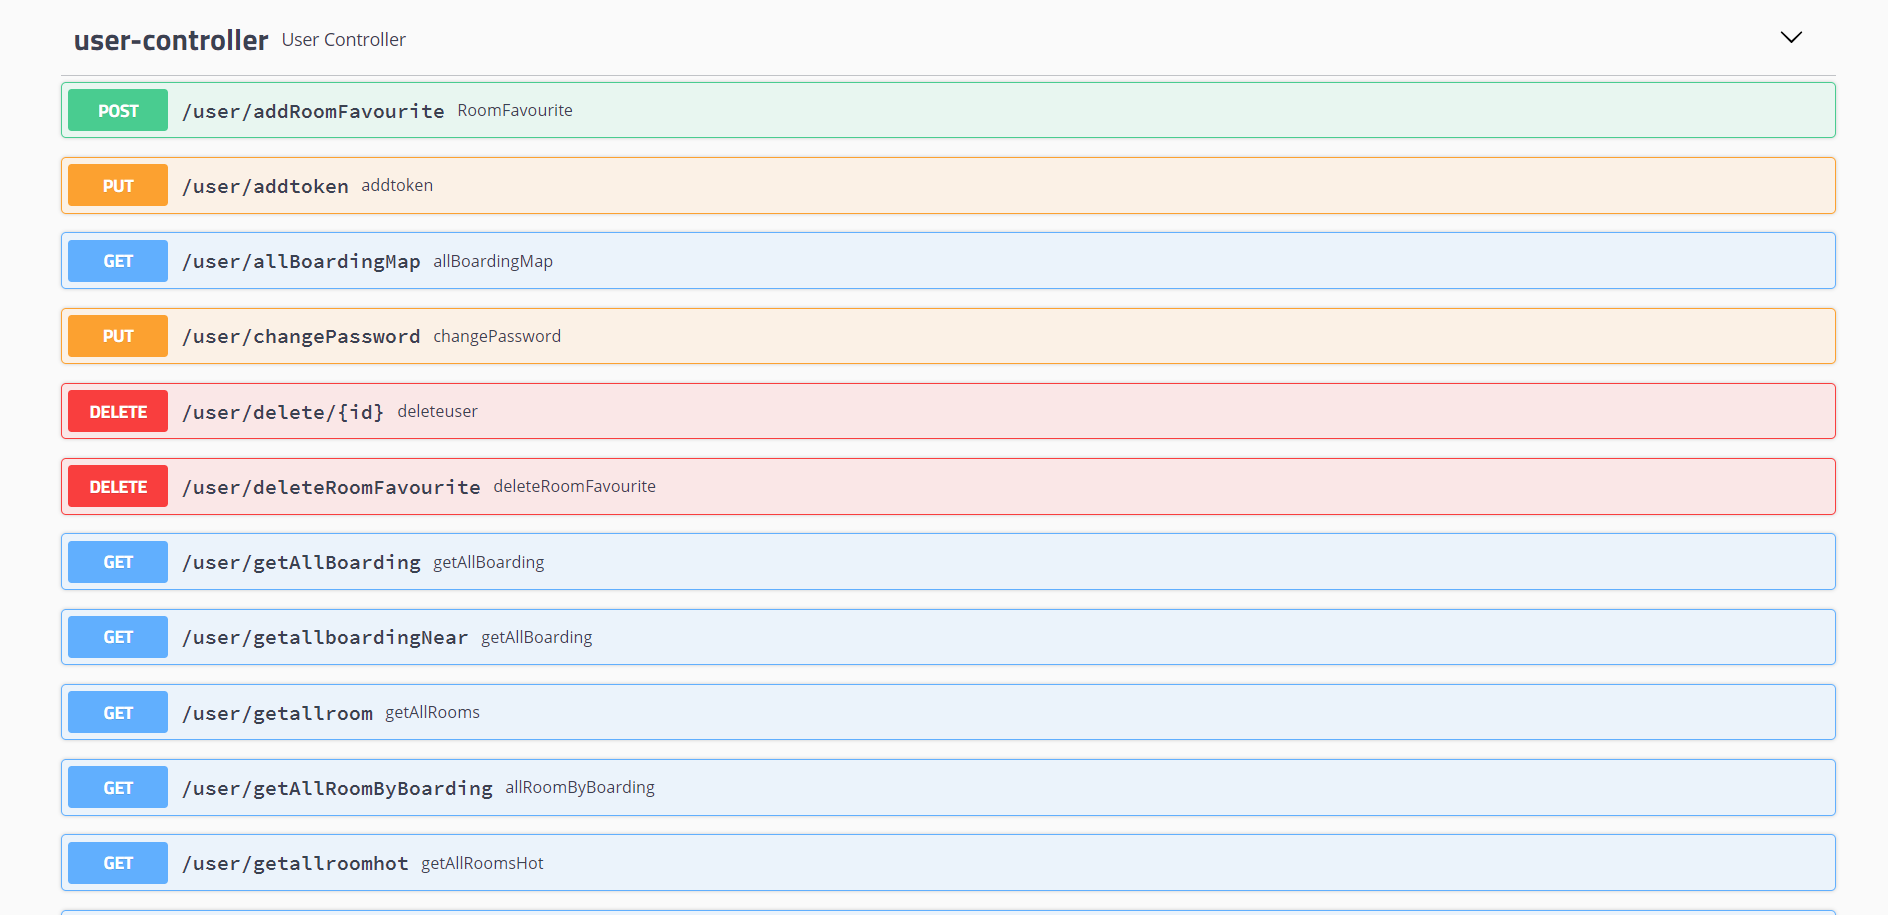 user-controller User Controller
POST /user/addRoomFavourite RoomFavourite
PUT /user/addtoken addtoken
GET /user/allBoardingMap allBoardingMap
PUT /user/changePassword changePassword
DELETE /user/delete/{id} deleteuser
DELETE /user/deleteRoomFavourite deleteRoomFavourite
GET /user/getAllBoarding getAllBoarding
GET /user/getallboardingNear getAllBoarding
GET /user/getallroom getAllRooms
GET /user/getAllRoomByBoarding allRoomByBoarding
GET /user/getallroomhot getAllRoomsHot